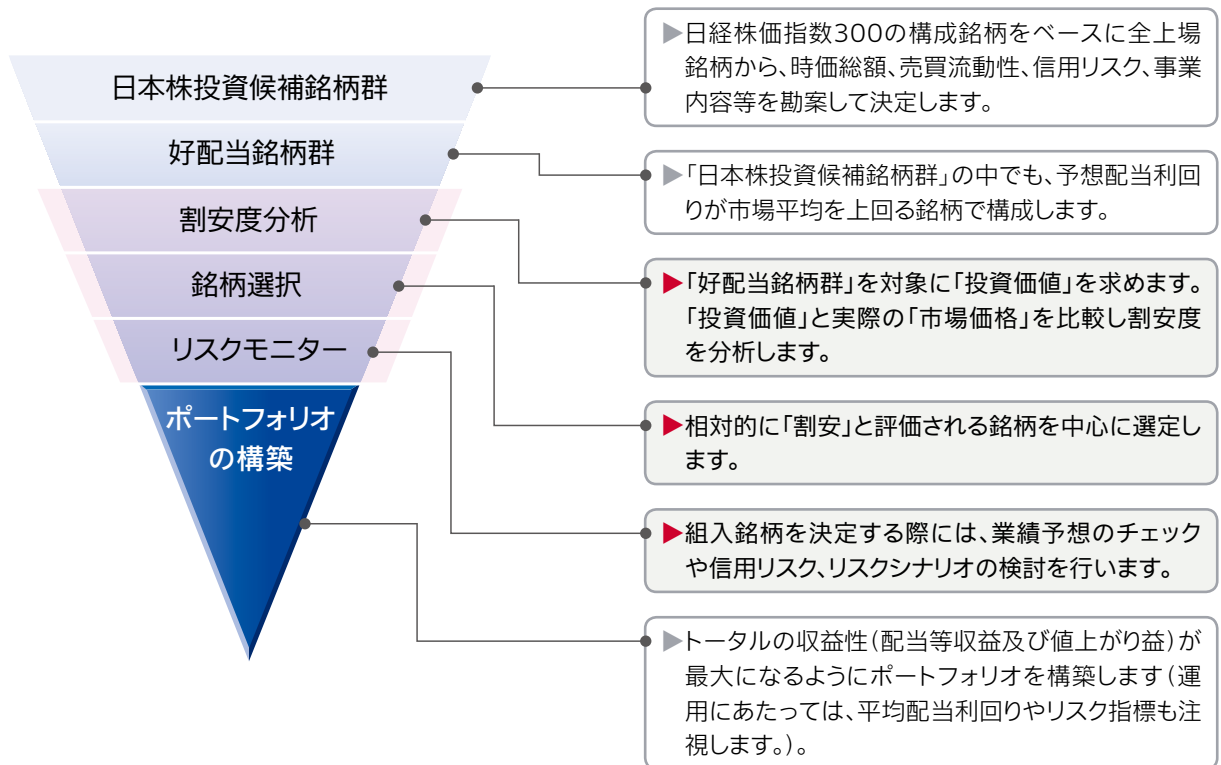 日本株投資候補銘柄群
▶日経株価指数300の構成銘柄をベースに全上場
銘柄から、時価総額、売買流動性、信用リスク、事業
内容等を勘案して決定します。
好配当銘柄群
▶「日本株投資候補銘柄群」の中でも、予想配当利回
りが市場平均を上回る銘柄で構成します。
割安度分析
▶「好配当銘柄群」を対象に「投資価値」を求めます。
「投資価値」と実際の「市場価格」を比較し割安度
を分析します。
銘柄選択
▶相対的に「割安」と評価される銘柄を中心に選定し
ます。
リスクモニター
▶組入銘柄を決定する際には、業績予想のチェック
や信用リスク、リスクシナリオの検討を行います。
ポートフォリオ
の構築
▶トータルの収益性(配当等収益及び値上がり益)が
最大になるようにポートフォリオを構築します(運
用にあたっては、平均配当利回りやリスク指標も注
視します。)。